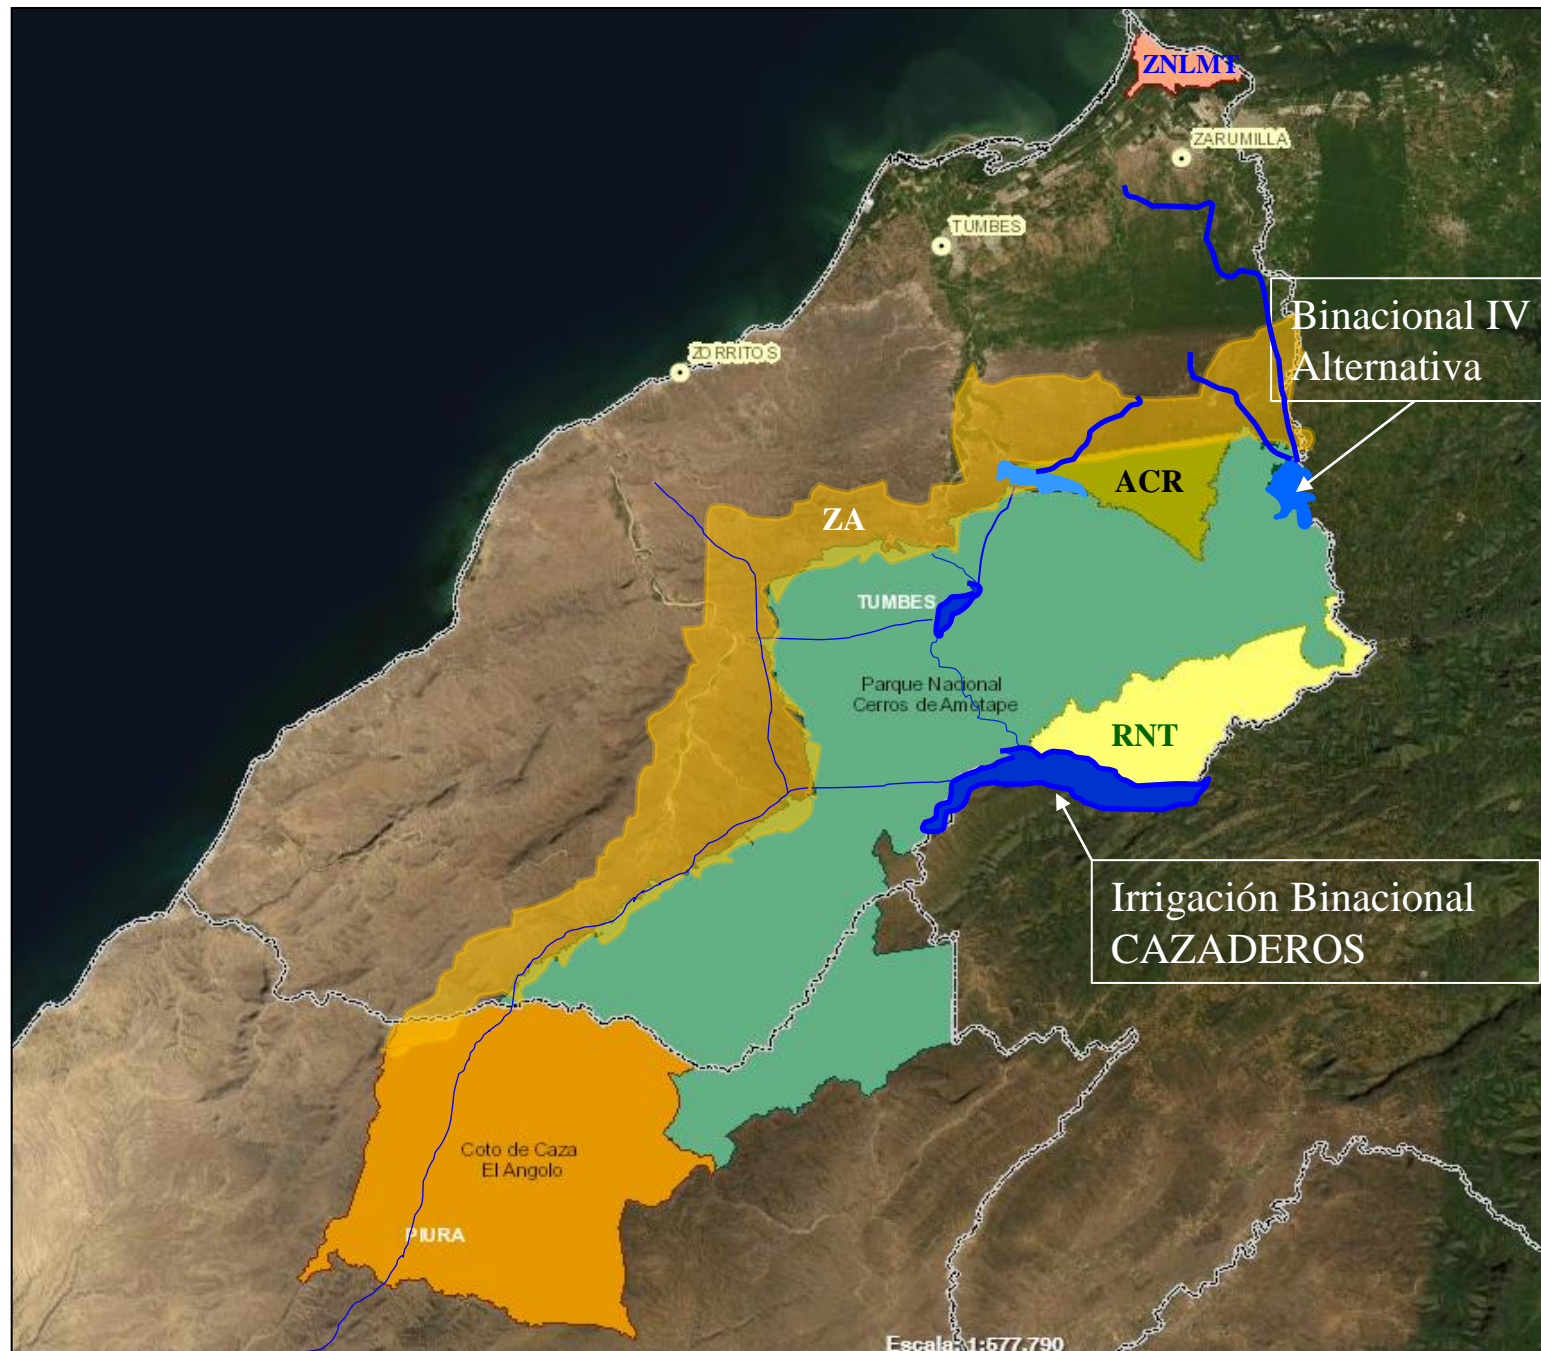 ZNLMT
ZARUMILLA
TUMBES
Binacional IV
Alternativa
ZORRITOS
ACR
ZA
TUMBES
Parque Nacional
Cerros de Amotape
RNT
Irrigación Binacional
CAZADEROS
Coto de Caza
El Angolo
PIURA
Escala: 1:577.790